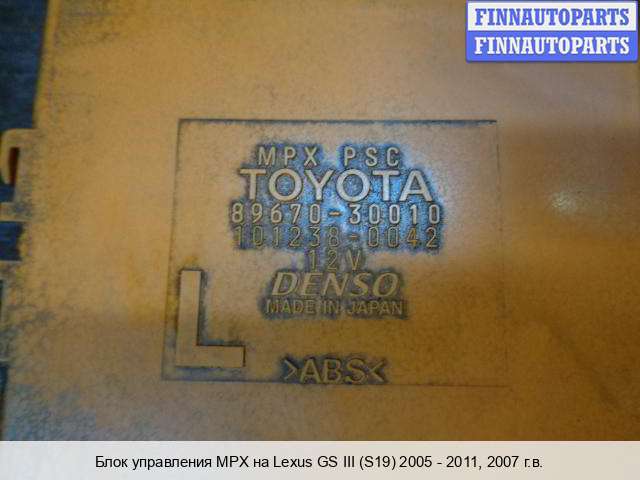 FINNAUTOPARTS
FINNAUTOPARTS
MPX PSC
TOYOTA
89670-30010
101238-0042
12V
DENSO
MADE IN JAPAN
L
>ABS<
Блок управления MPX на Lexus GS III (S19) 2005 - 2011, 2007 г.в.